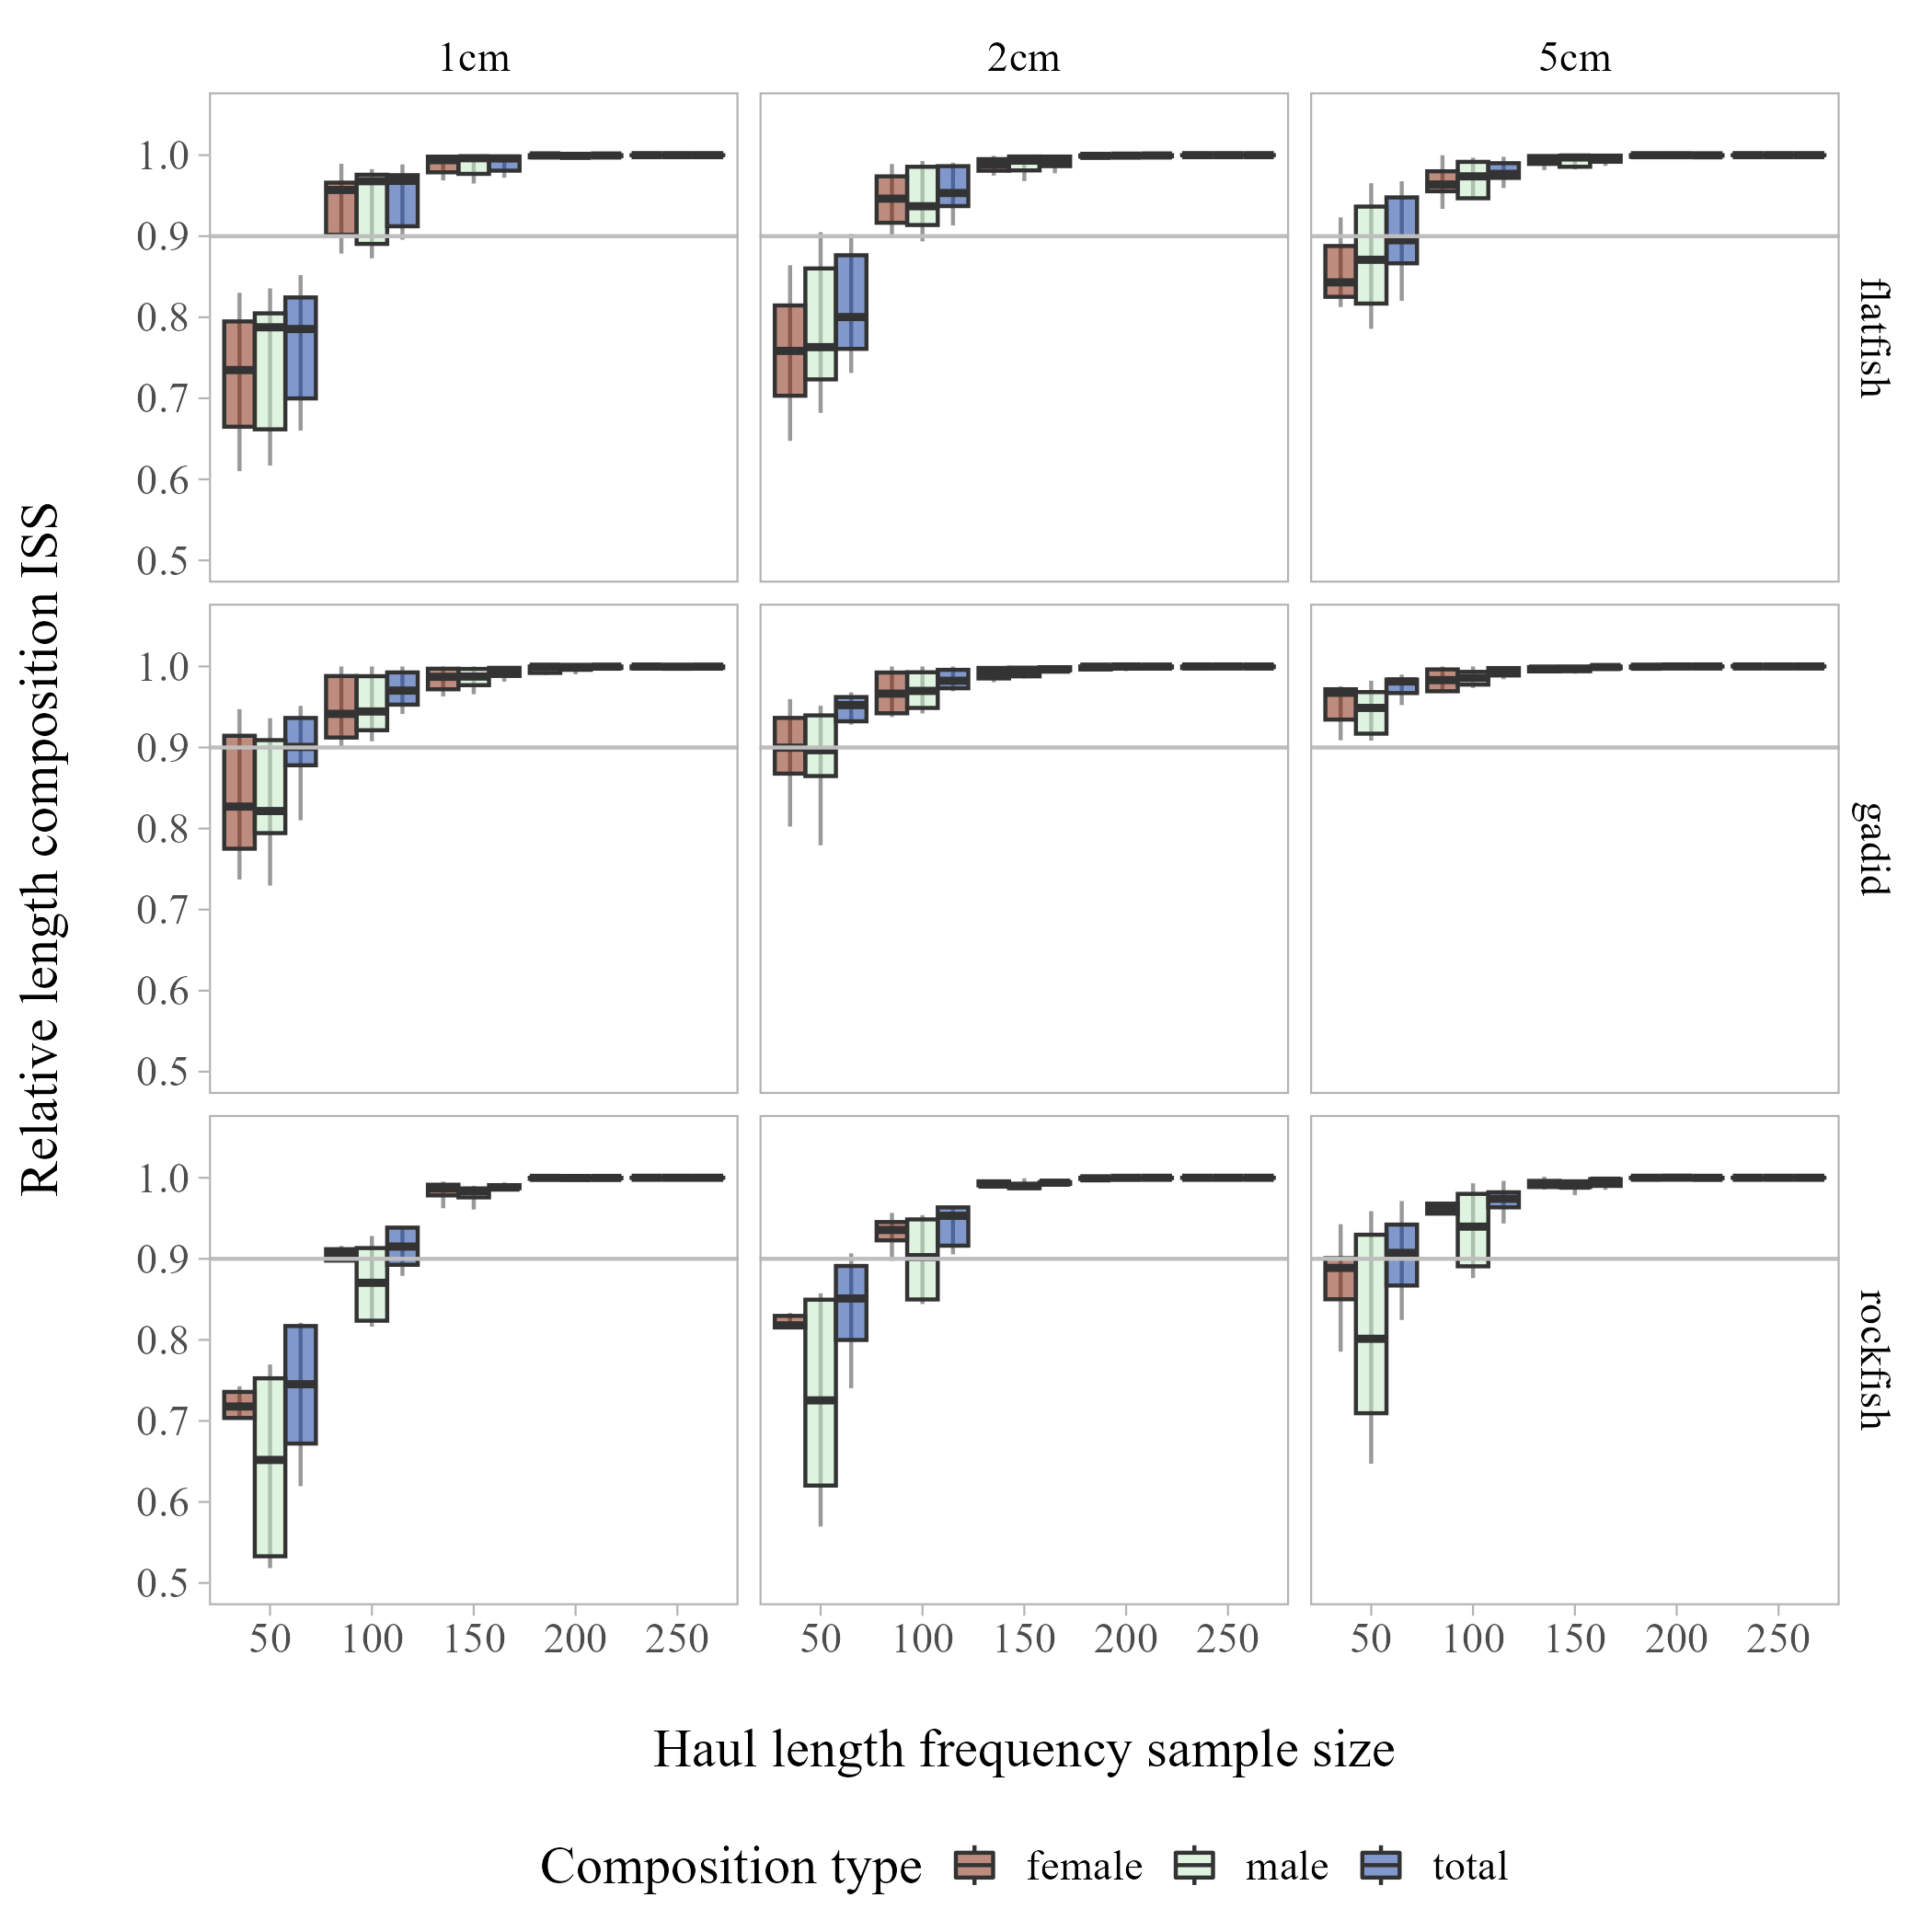 1cm 2cm 5cm
Relative length composition ISS
1.0
0.9
0.8
0.7
0.6
0.5
flatfish
1.0
0.9
0.8
0.7
0.6
0.5
gadid
1.0
0.9
0.8
0.7
0.6
0.5
rockfish
50 100 150 200 250 50 100 150 200 250 50 100 150 200 250
Haul length frequency sample size
Composition type female male total